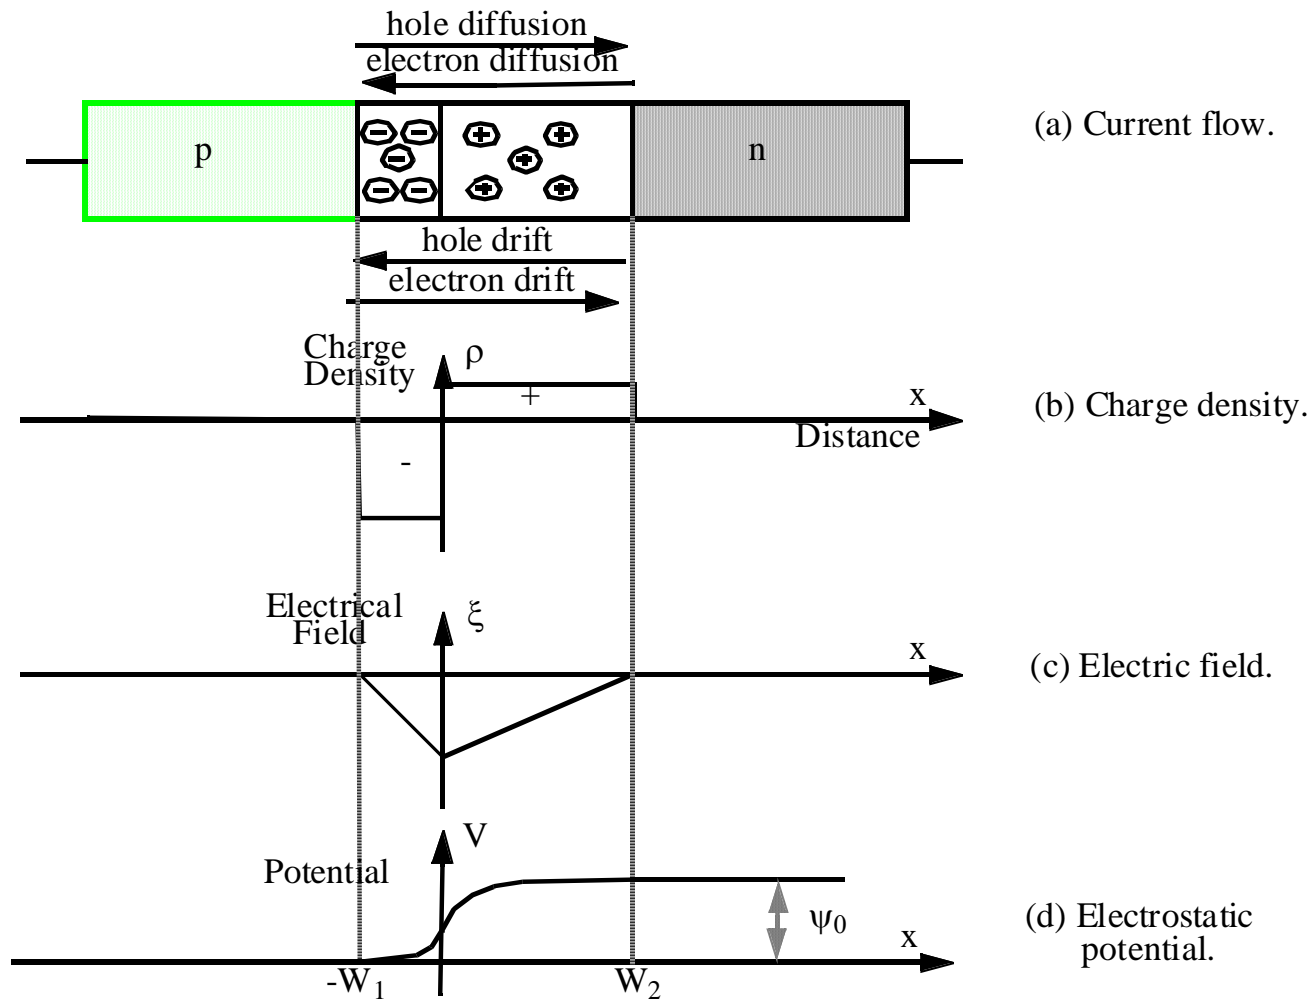 hole diffusion
electron diffusion
(a) Current flow.
p
n
hole drift
electron drift
Charge
Density
ρ
+
x
(b) Charge density.
Distance
-
Electrical
Field
ξ
x
(c) Electric field.
V
Potential
ψ0
(d) Electrostatic
potential.
x
-W1
W2